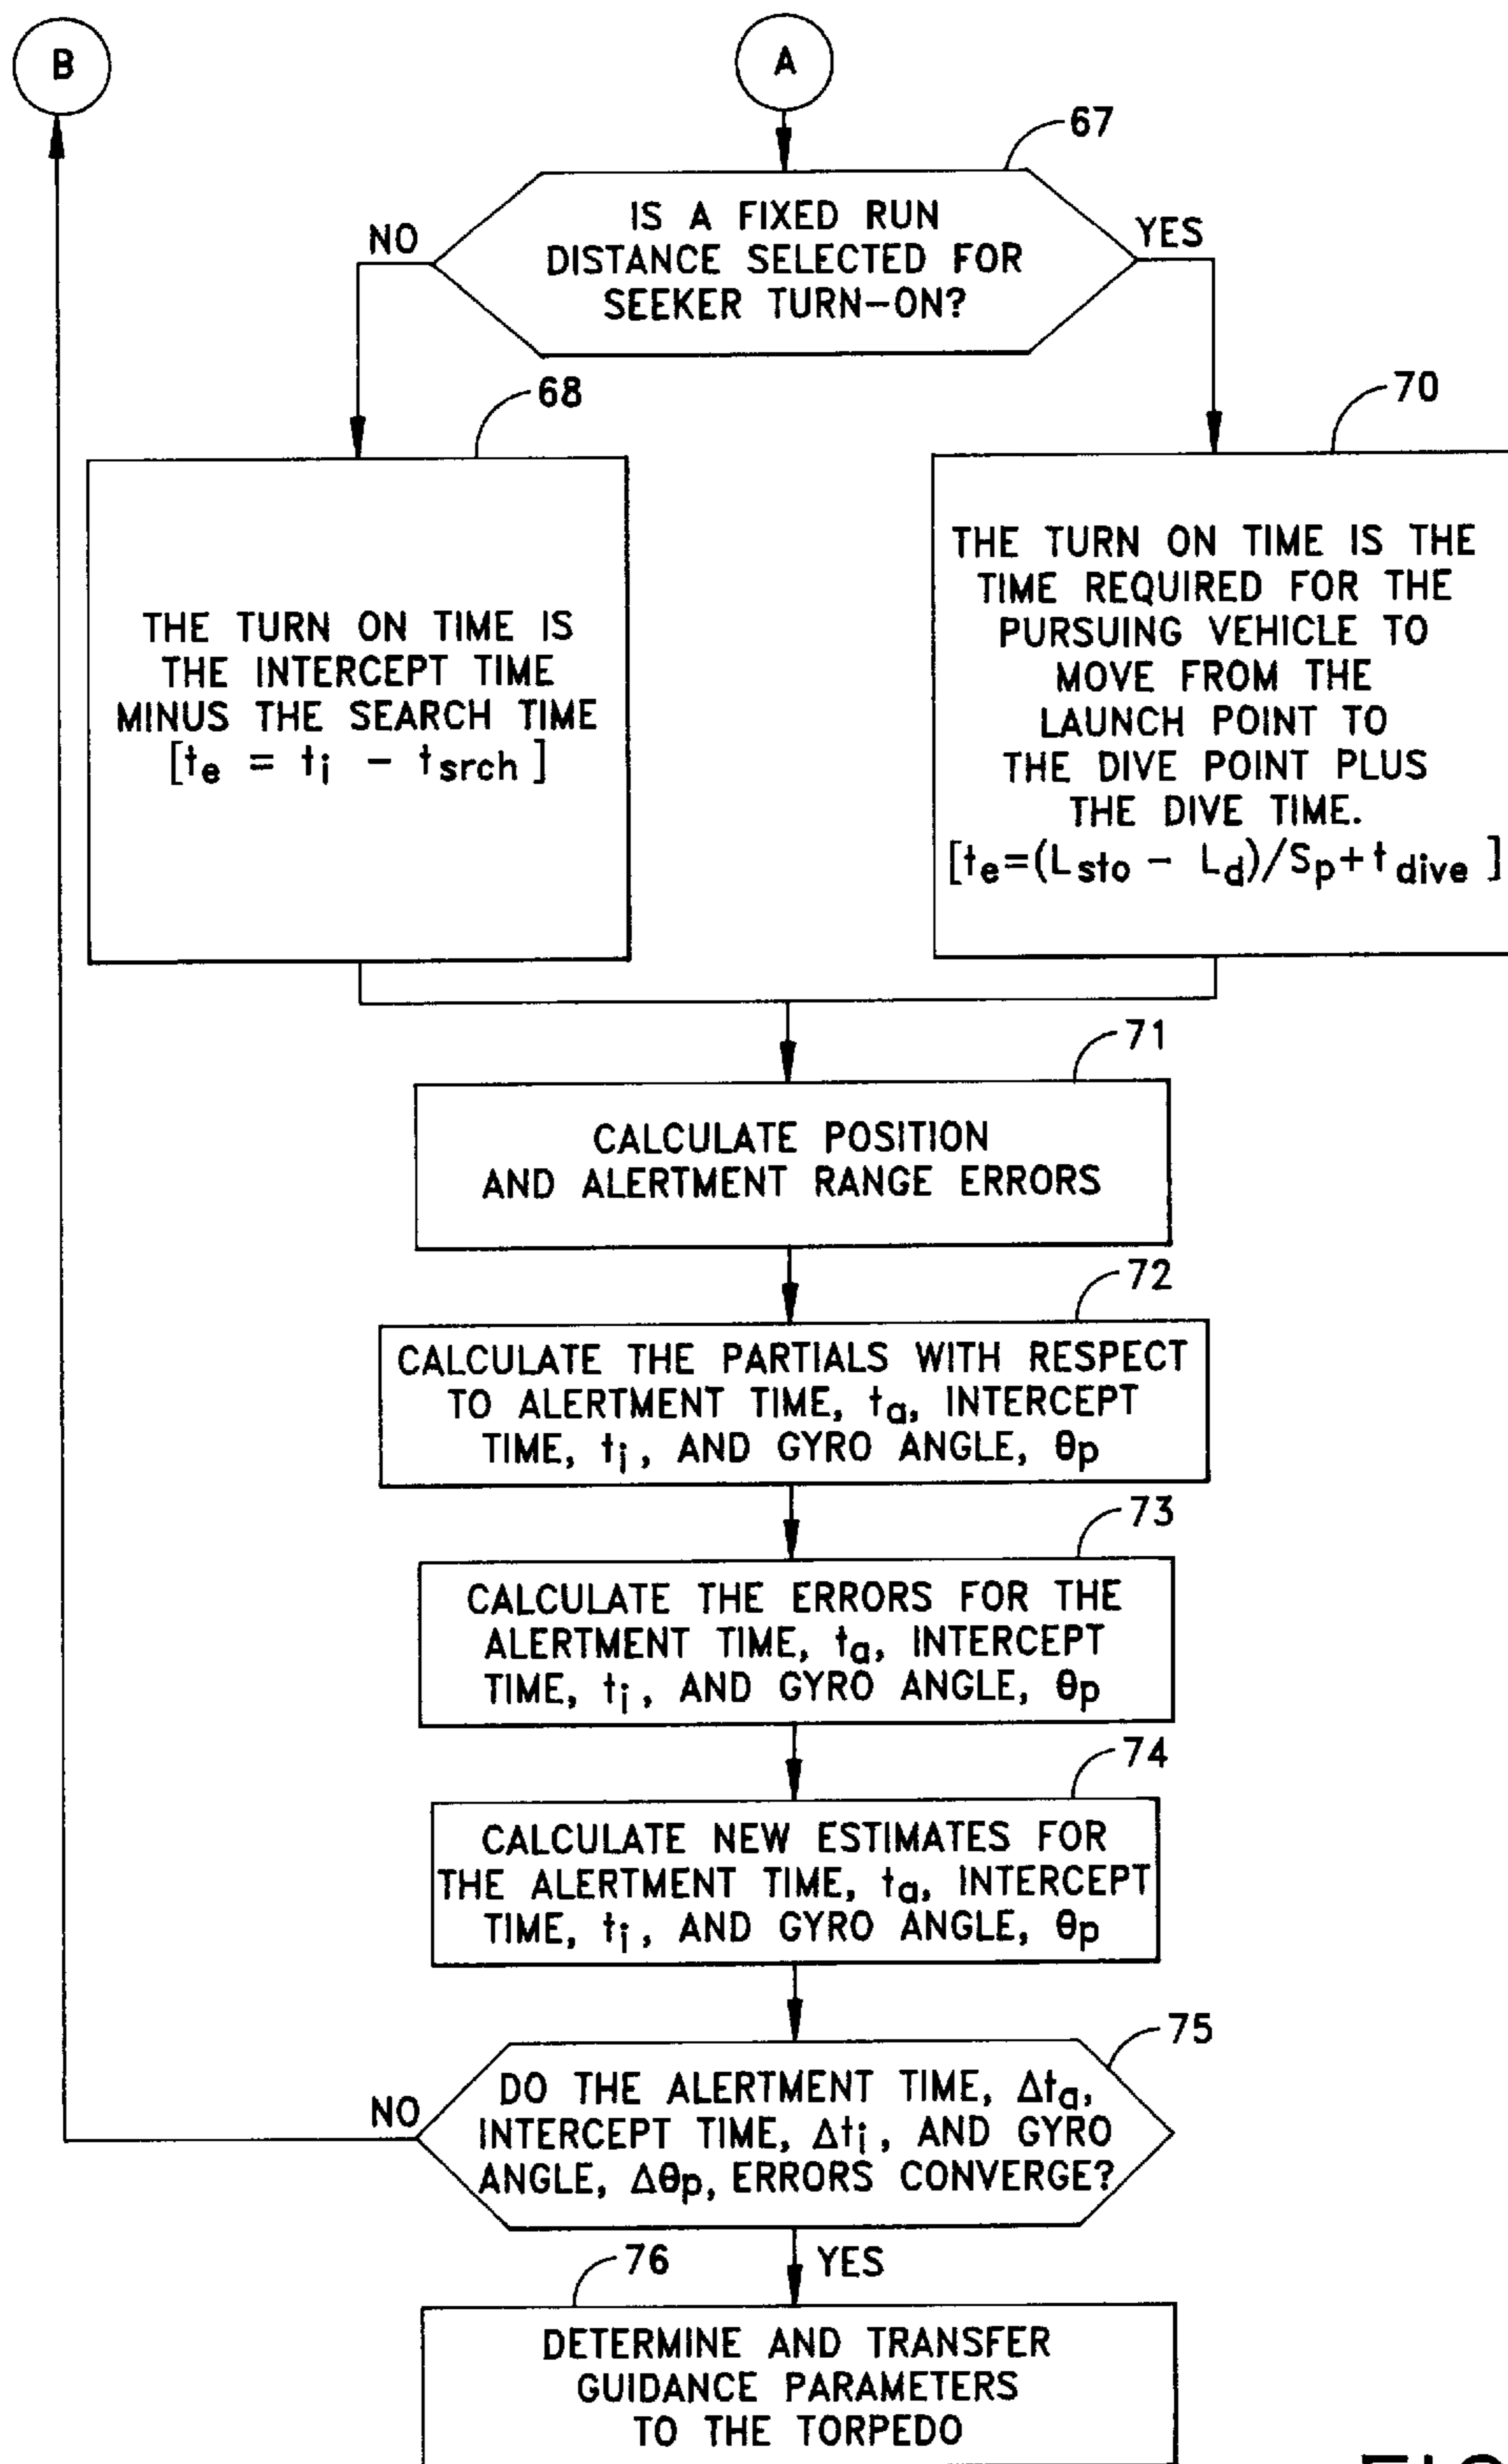 B
A
67
IS A FIXED RUN
DISTANCE SELECTED FOR
SEEKER TURN-ON?
NO
YES
68
THE TURN ON TIME IS
THE INTERCEPT TIME
MINUS THE SEARCH TIME
[te = ti - tsrch]
70
THE TURN ON TIME IS THE
TIME REQUIRED FOR THE
PURSUING VEHICLE TO
MOVE FROM THE
LAUNCH POINT TO
THE DIVE POINT PLUS
THE DIVE TIME.
[te=(Lsto - Ld)/Sp+tdive]
71
CALCULATE POSITION
AND ALERTMENT RANGE ERRORS
72
CALCULATE THE PARTIALS WITH RESPECT
TO ALERTMENT TIME, ta, INTERCEPT
TIME, ti, AND GYRO ANGLE, θp
73
CALCULATE THE ERRORS FOR THE
ALERTMENT TIME, ta, INTERCEPT
TIME, ti, AND GYRO ANGLE, θp
74
CALCULATE NEW ESTIMATES FOR
THE ALERTMENT TIME, ta, INTERCEPT
TIME, ti, AND GYRO ANGLE, θp
75
DO THE ALERTMENT TIME, Δta,
INTERCEPT TIME, Δti, AND GYRO
ANGLE, Δθp, ERRORS CONVERGE?
NO
YES
76
DETERMINE AND TRANSFER
GUIDANCE PARAMETERS
TO THE TORPEDO